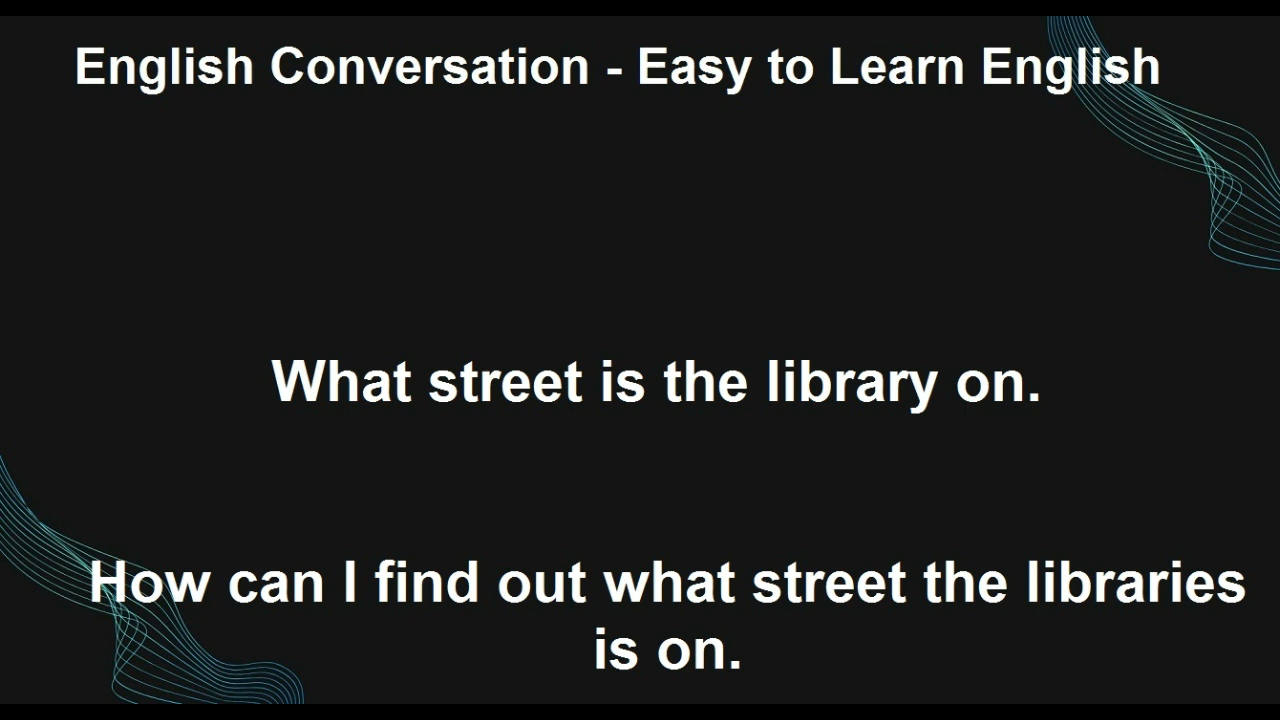 English Conversation - Easy to Learn English
What street is the library on.
How can I find out what street the libraries
is on.